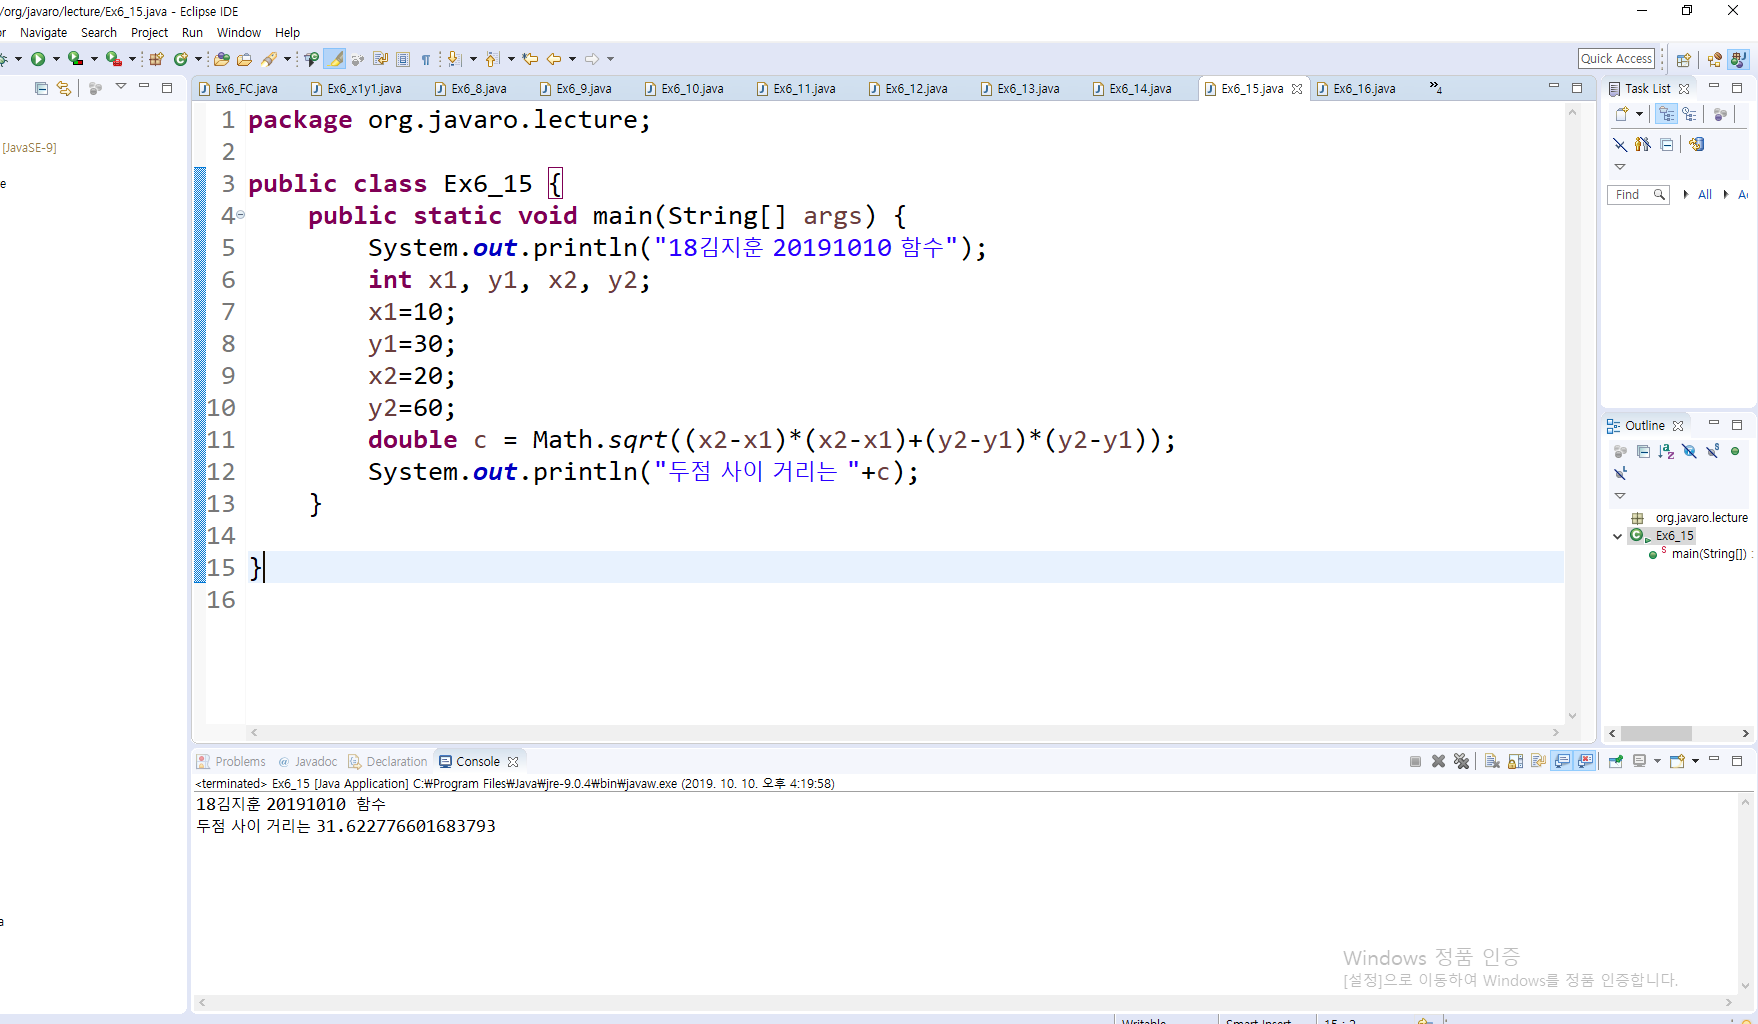 /org/javaro/lecture/Ex6_15.java - Eclipse IDE
or Navigate Search Project Run Window Help
Quick Access
Ex6_FC.java Ex6_x1y1.java Ex6_8.java Ex6_9.java Ex6_10.java Ex6_11.java Ex6_12.java Ex6_13.java Ex6_14.java Ex6_15.java Ex6_16.java »4
[JavaSE-9]
e
a
1 package org.javaro.lecture;
2
3 public class Ex6_15 {
4 public static void main(String[] args) {
5 System.out.println("18김지훈 20191010 함수");
6 int x1, y1, x2, y2;
7 x1=10;
8 y1=30;
9 x2=20;
10 y2=60;
11 double c = Math.sqrt((x2-x1)*(x2-x1)+(y2-y1)*(y2-y1));
12 System.out.println("두점 사이 거리는 "+c);
13 }
14
15 }
16
Task List
Find All
Outline
org.javaro.lecture
Ex6_15
main(String[]) :
Problems @ Javadoc Declaration Console
<terminated> Ex6_15 [Java Application] C:₩Program Files₩Java₩jre-9.0.4₩bin₩javaw.exe (2019. 10. 10. 오후 4:19:58)
18김지훈 20191010 함수
두점 사이 거리는 31.622776601683793
Windows 정품 인증
[설정]으로 이동하여 Windows를 정품 인증합니다.
Writable Smart Insert 15 : 2